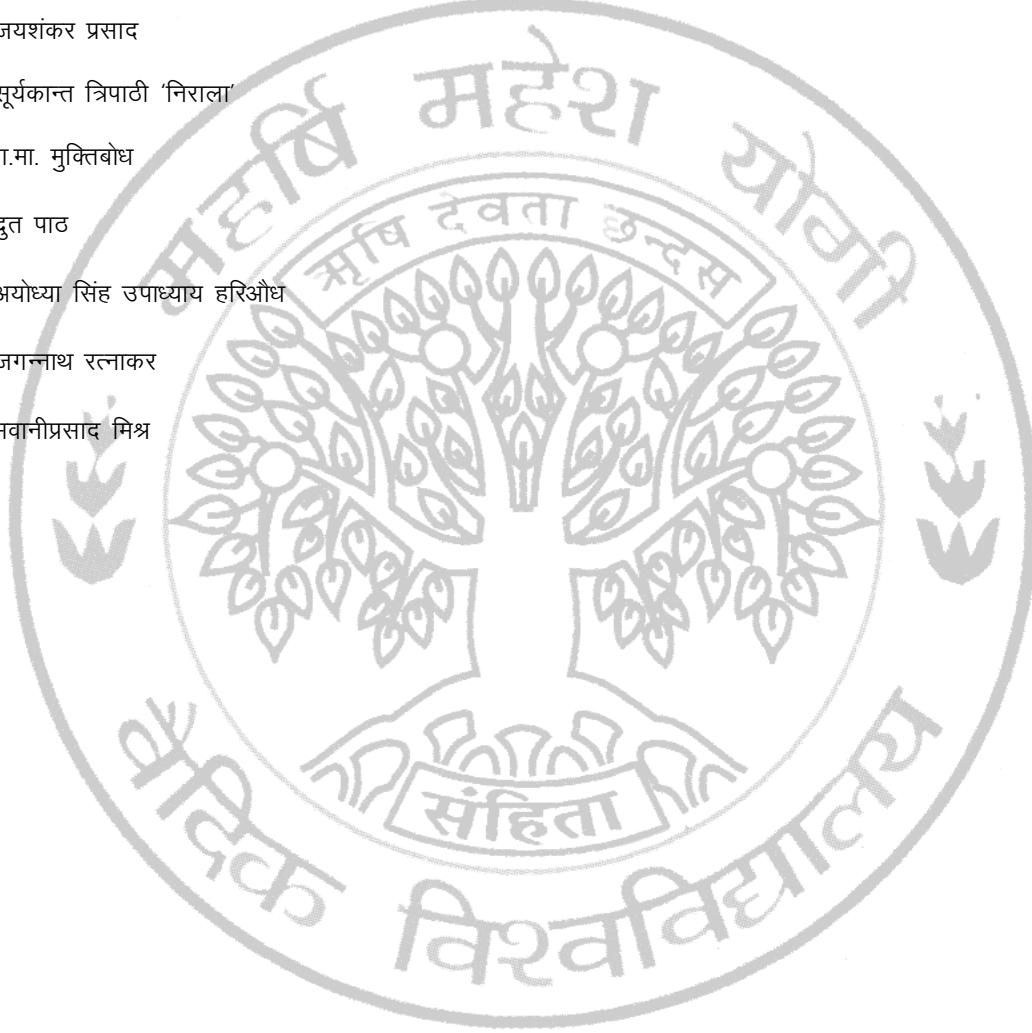 जयशंकर प्रसाद
सूर्यकान्त त्रिपाठी 'निराला'
ग.मा. मुक्तिबोध
द्रुत पाठ
अयोध्या सिंह उपाध्याय हरिऔध
जगन्नाथ रत्नाकर
भवानीप्रसाद मिश्र
महर्षि महेश योगी
ऋषि देवता छन्दस
संहिता
वैदिक विश्वविद्यालय